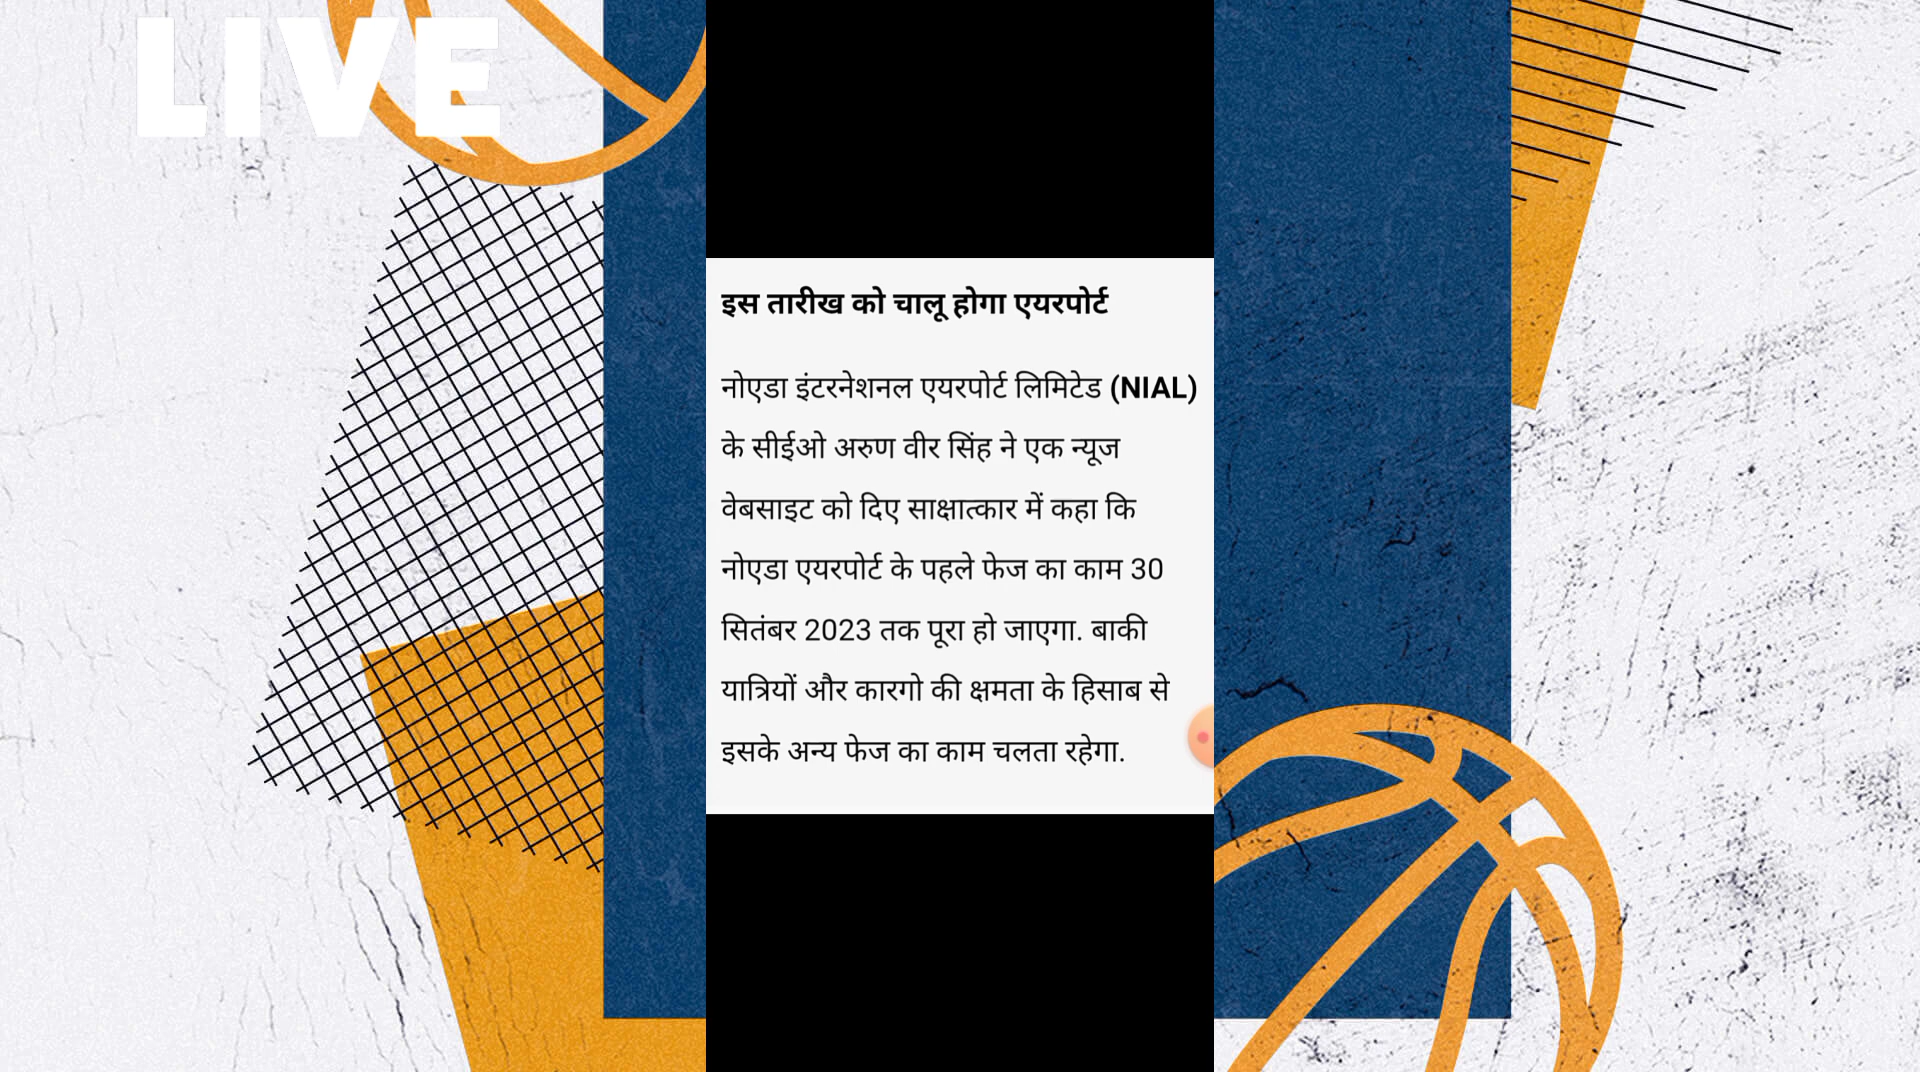 LIVE
इस तारीख को चालू होगा एयरपोर्ट
नोएडा इंटरनेशनल एयरपोर्ट लिमिटेड (NIAL)
के सीईओ अरुण वीर सिंह ने एक न्यूज
वेबसाइट को दिए साक्षात्कार में कहा कि
नोएडा एयरपोर्ट के पहले फेज का काम 30
सितंबर 2023 तक पूरा हो जाएगा. बाकी
यात्रियों और कारगो की क्षमता के हिसाब से
इसके अन्य फेज का काम चलता रहेगा.